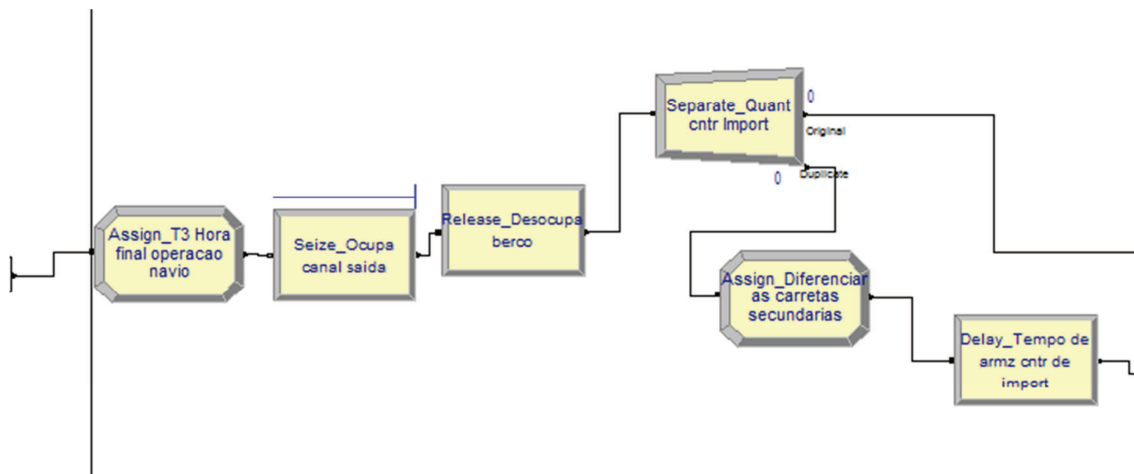 Assign_T3 Hora
final operacao
navio
Seize_Ocupa
canal saida
Release_Desocupa
berco
Separate_Quant
cntr Import
0
Original
0
Duplicate
Assign_Diferenciar
as carretas
secundarias
Delay_Tempo de
armz cntr de
import